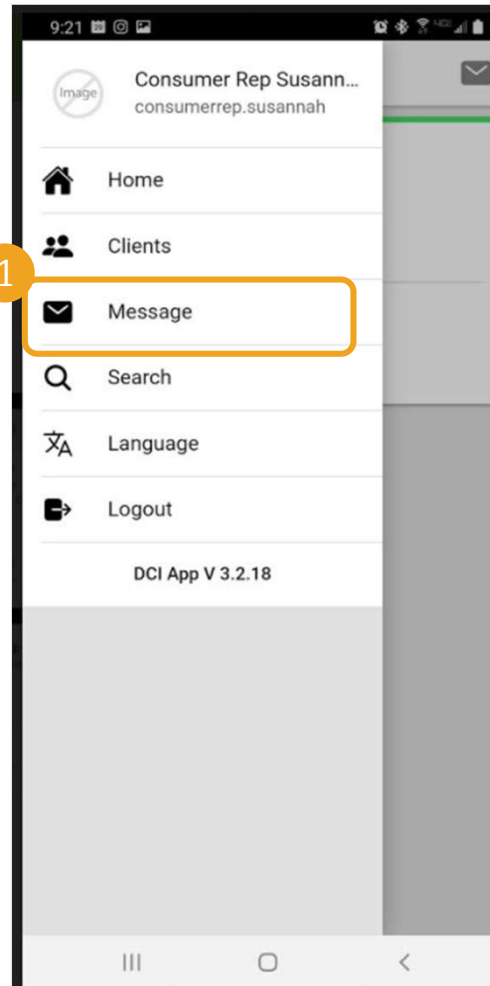 9:21
Image
Consumer Rep Susann...
consumerrep.susannah
Home
Clients
1
Message
Search
Language
Logout
DCI App V 3.2.18